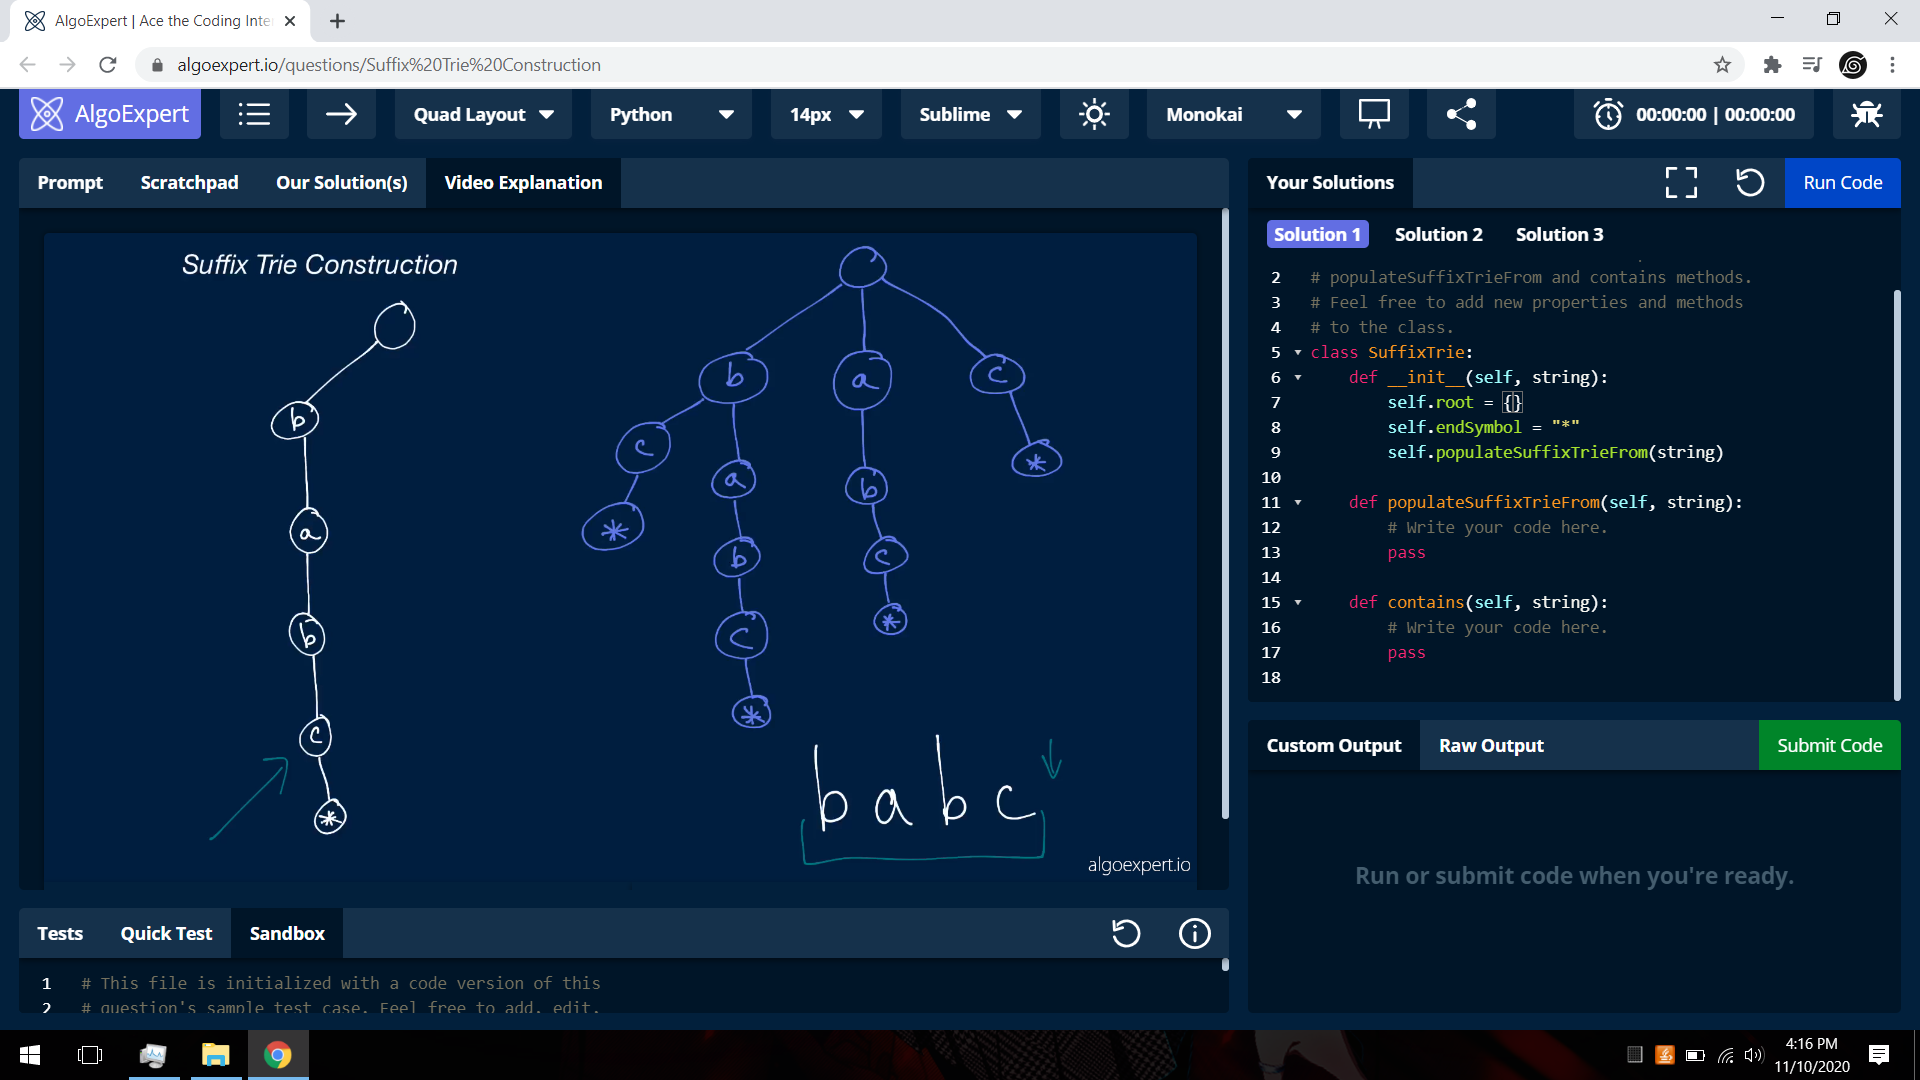 AlgoExpert | Ace the Coding Inte
algoexpert.io/questions/Suffix%20Trie%20Construction
AlgoExpert
Quad Layout
Python
14px
Sublime
Monokai
00:00:00 | 00:00:00
Prompt Scratchpad Our Solution(s) Video Explanation
Suffix Trie Construction
b
a
b
c
*
b a c
c
*
a
b
c
*
b
c
*
*
b a b c
algoexpert.io
Tests Quick Test Sandbox
1 # This file is initialized with a code version of this
2 # question's sample test case. Feel free to add, edit,
Your Solutions
Run Code
Solution 1 Solution 2 Solution 3
2 # populateSuffixTrieFrom and contains methods.
3 # Feel free to add new properties and methods
4 # to the class.
5 class SuffixTrie:
6 def __init__(self, string):
7 self.root = {}
8 self.endSymbol = "*"
9 self.populateSuffixTrieFrom(string)
10
11 def populateSuffixTrieFrom(self, string):
12 # Write your code here.
13 pass
14
15 def contains(self, string):
16 # Write your code here.
17 pass
18
Custom Output Raw Output Submit Code
Run or submit code when you're ready.
4:16 PM
11/10/2020